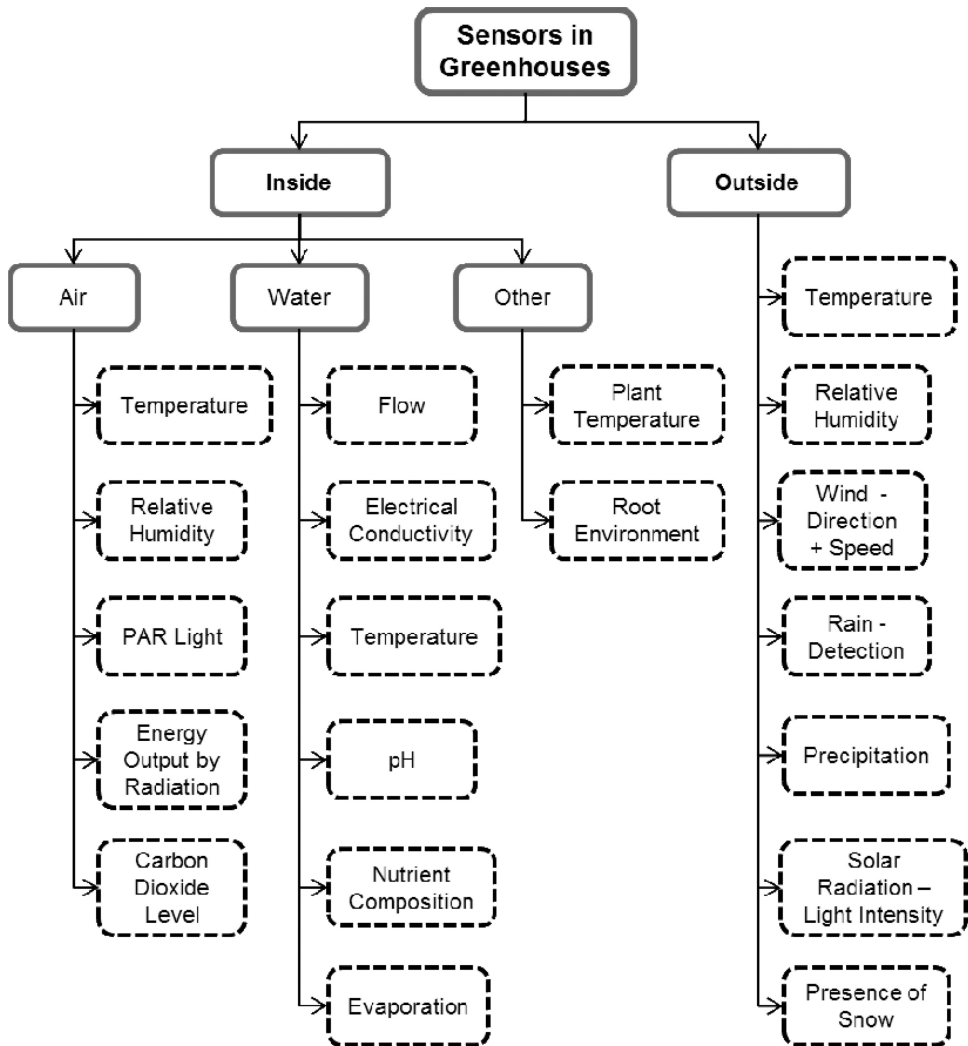 Sensors in
Greenhouses
Inside
Outside
Air
Water
Other
Temperature
Relative
Humidity
PAR Light
Energy
Output by
Radiation
Carbon
Dioxide
Level
Flow
Electrical
Conductivity
Temperature
pH
Nutrient
Composition
Evaporation
Plant
Temperature
Root
Environment
Temperature
Relative
Humidity
Wind -
Direction
+ Speed
Rain -
Detection
Precipitation
Solar
Radiation –
Light Intensity
Presence of
Snow